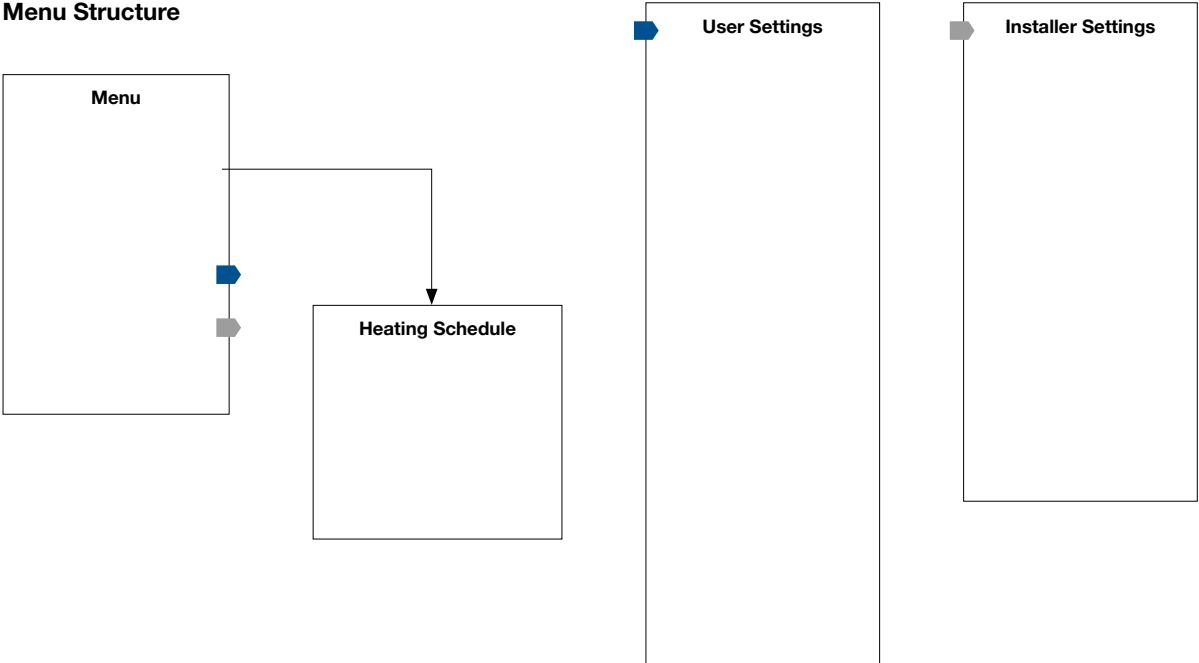 Menu Structure
Menu
Heating Schedule
User Settings
Installer Settings